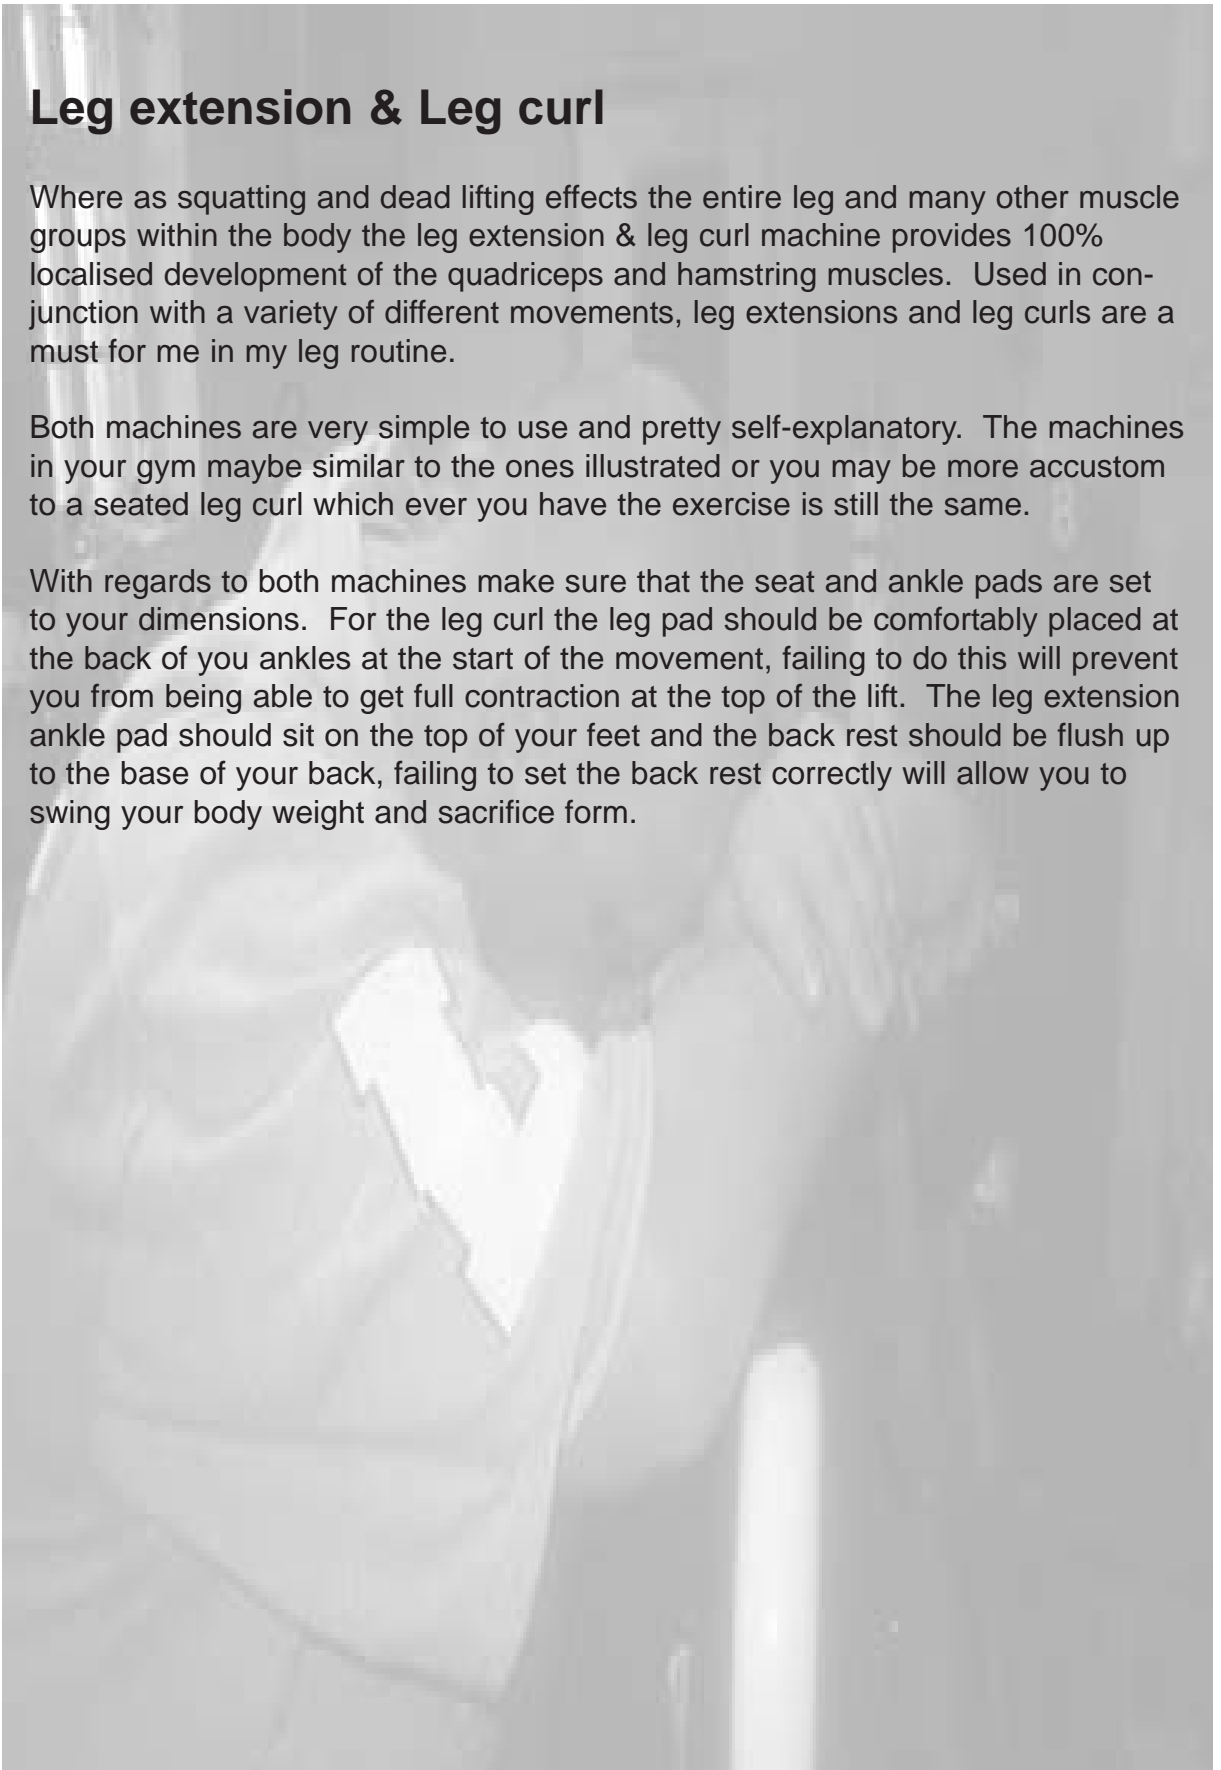 Leg extension & Leg curl
Where as squatting and dead lifting effects the entire leg and many other muscle
groups within the body the leg extension & leg curl machine provides 100%
localised development of the quadriceps and hamstring muscles.  Used in con-
junction with a variety of different movements, leg extensions and leg curls are a
must for me in my leg routine.
Both machines are very simple to use and pretty self-explanatory.  The machines
in your gym maybe similar to the ones illustrated or you may be more accustom
to a seated leg curl which ever you have the exercise is still the same.
With regards to both machines make sure that the seat and ankle pads are set
to your dimensions.  For the leg curl the leg pad should be comfortably placed at
the back of you ankles at the start of the movement, failing to do this will prevent
you from being able to get full contraction at the top of the lift.  The leg extension
ankle pad should sit on the top of your feet and the back rest should be flush up
to the base of your back, failing to set the back rest correctly will allow you to
swing your body weight and sacrifice form.